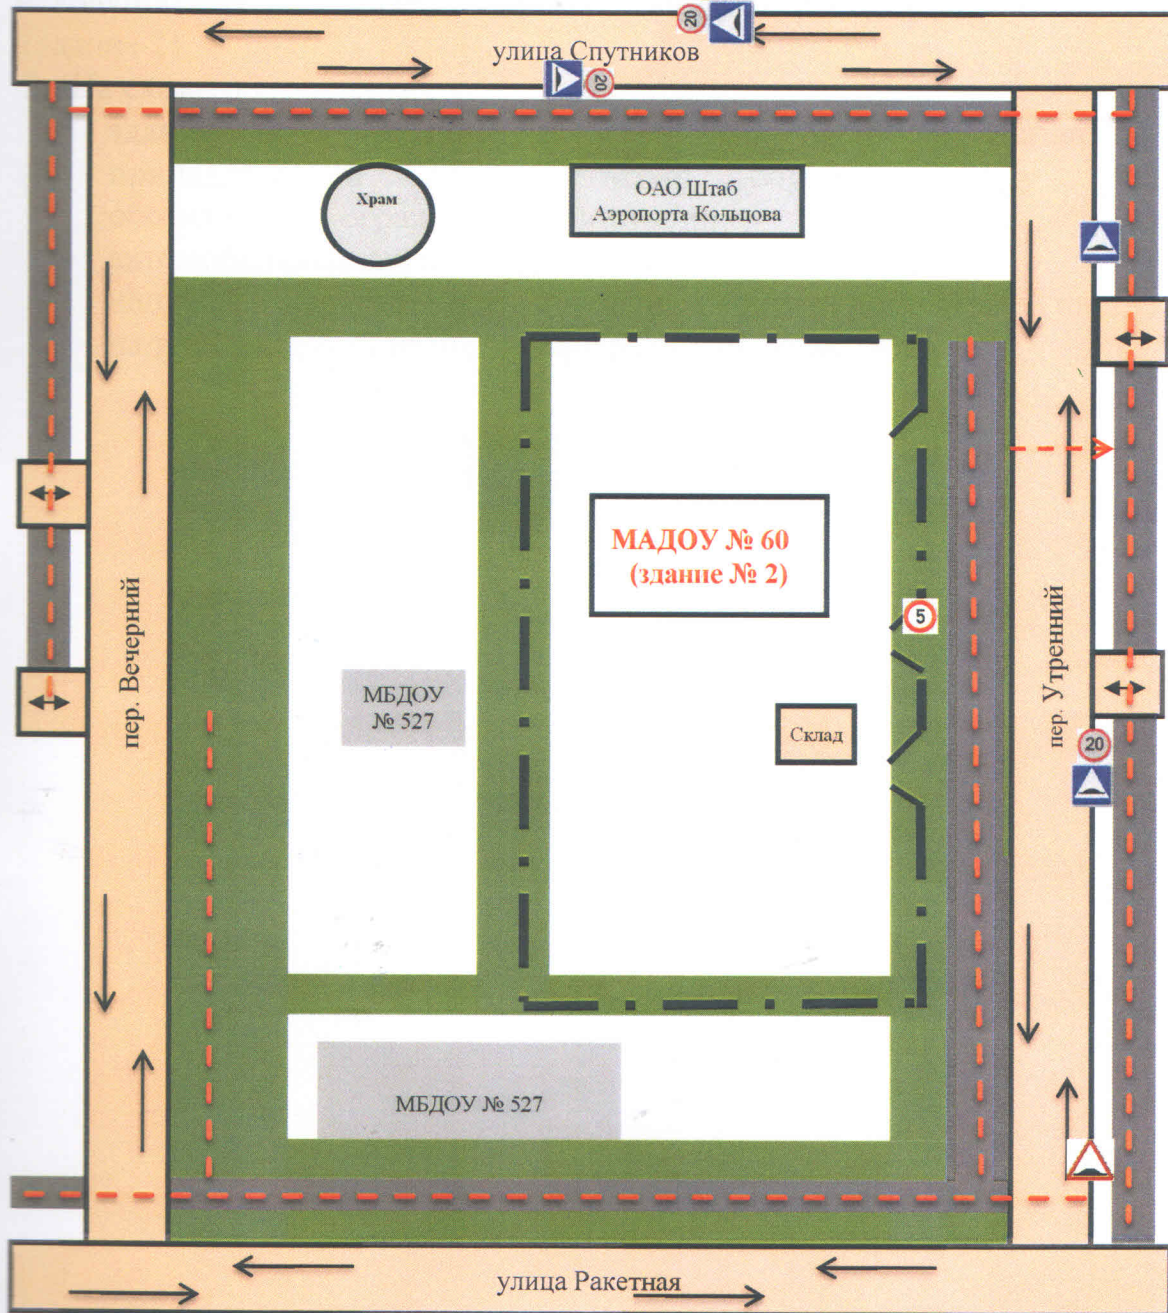 20
улица Спутников
20
Храм
ОАО Штаб
Аэропорта Кольцова
МАДОУ № 60
(здание № 2)
5
пер. Вечерний
пер. Утренний
МБДОУ
№ 527
Склад
20
МБДОУ № 527
улица Ракетная